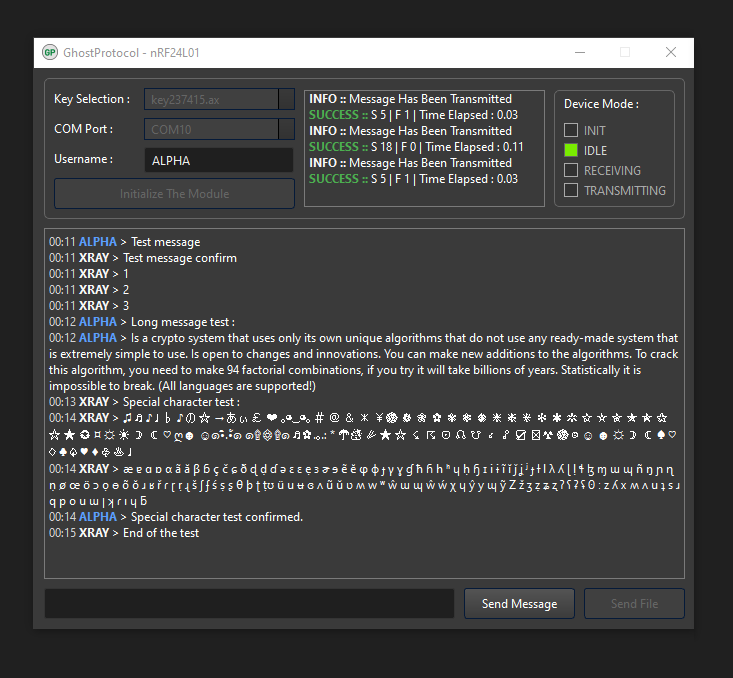 GP GhostProtocol - nRF24L01
Key Selection : key237415.ax
COM Port : COM10
Username : ALPHA
Initialize The Module
INFO :: Message Has Been Transmitted
SUCCESS :: S 5 | F 1 | Time Elapsed : 0.03
INFO :: Message Has Been Transmitted
SUCCESS :: S 18 | F 0 | Time Elapsed : 0.11
INFO :: Message Has Been Transmitted
SUCCESS :: S 5 | F 1 | Time Elapsed : 0.03
Device Mode :
INIT
IDLE
RECEIVING
TRANSMITTING
00:11 ALPHA > Test message
00:11 XRAY > Test message confirm
00:11 XRAY > 1
00:11 XRAY > 2
00:11 XRAY > 3
00:12 ALPHA > Long message test :
00:12 ALPHA > Is a crypto system that uses only its own unique algorithms that do not use any ready-made system that
is extremely simple to use. Is open to changes and innovations. You can make new additions to the algorithms. To crack
this algorithm, you need to make 94 factorial combinations, if you try it will take billions of years. Statistically it is
impossible to break. (All languages are supported!)
00:13 XRAY > Special character test :
00:14 XRAY >
00:14 XRAY >
00:14 ALPHA > Special character test confirmed.
00:15 XRAY > End of the test
Send Message
Send File